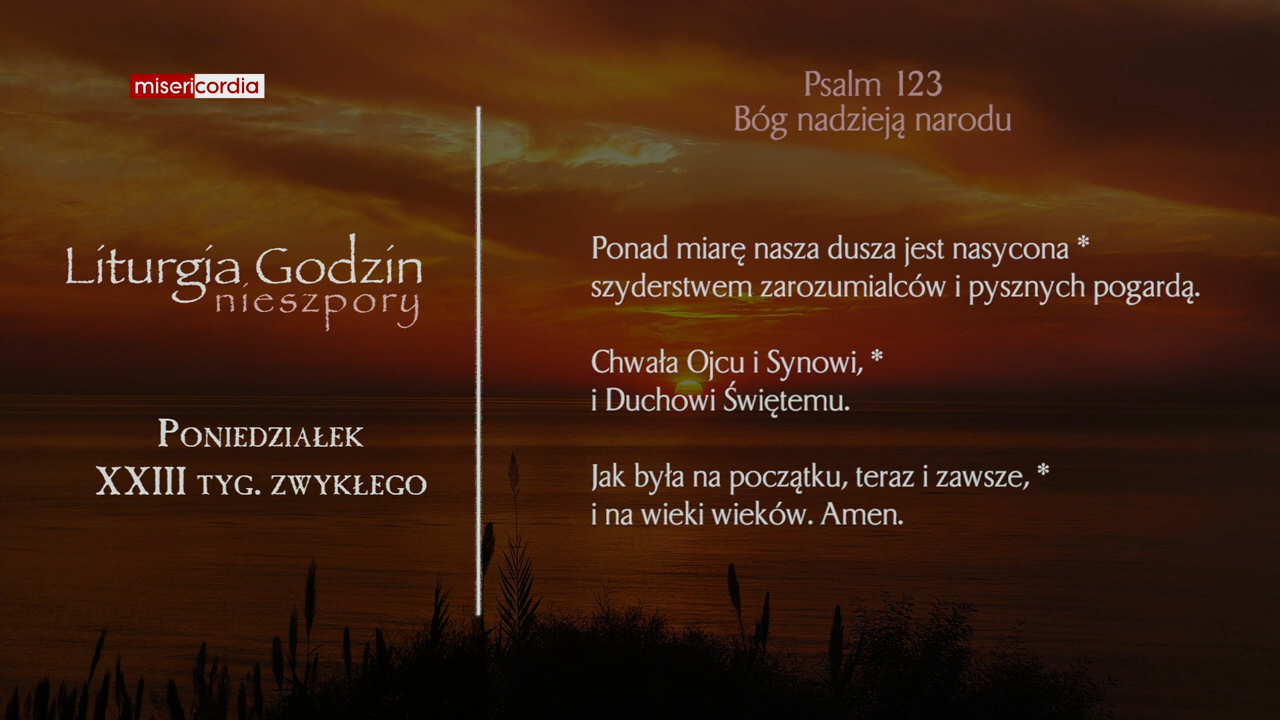 misericordia
Liturgia Godzin
nieszpory
Poniedziałek
XXIII tyg. zwykłego
Psalm 123
Bóg nadzieją narodu
Ponad miarę nasza dusza jest nasycona *
szyderstwem zarozumialców i pysznych pogardą.
Chwała Ojcu i Synowi, *
i Duchowi Świętemu.
Jak była na początku, teraz i zawsze, *
i na wieki wieków. Amen.